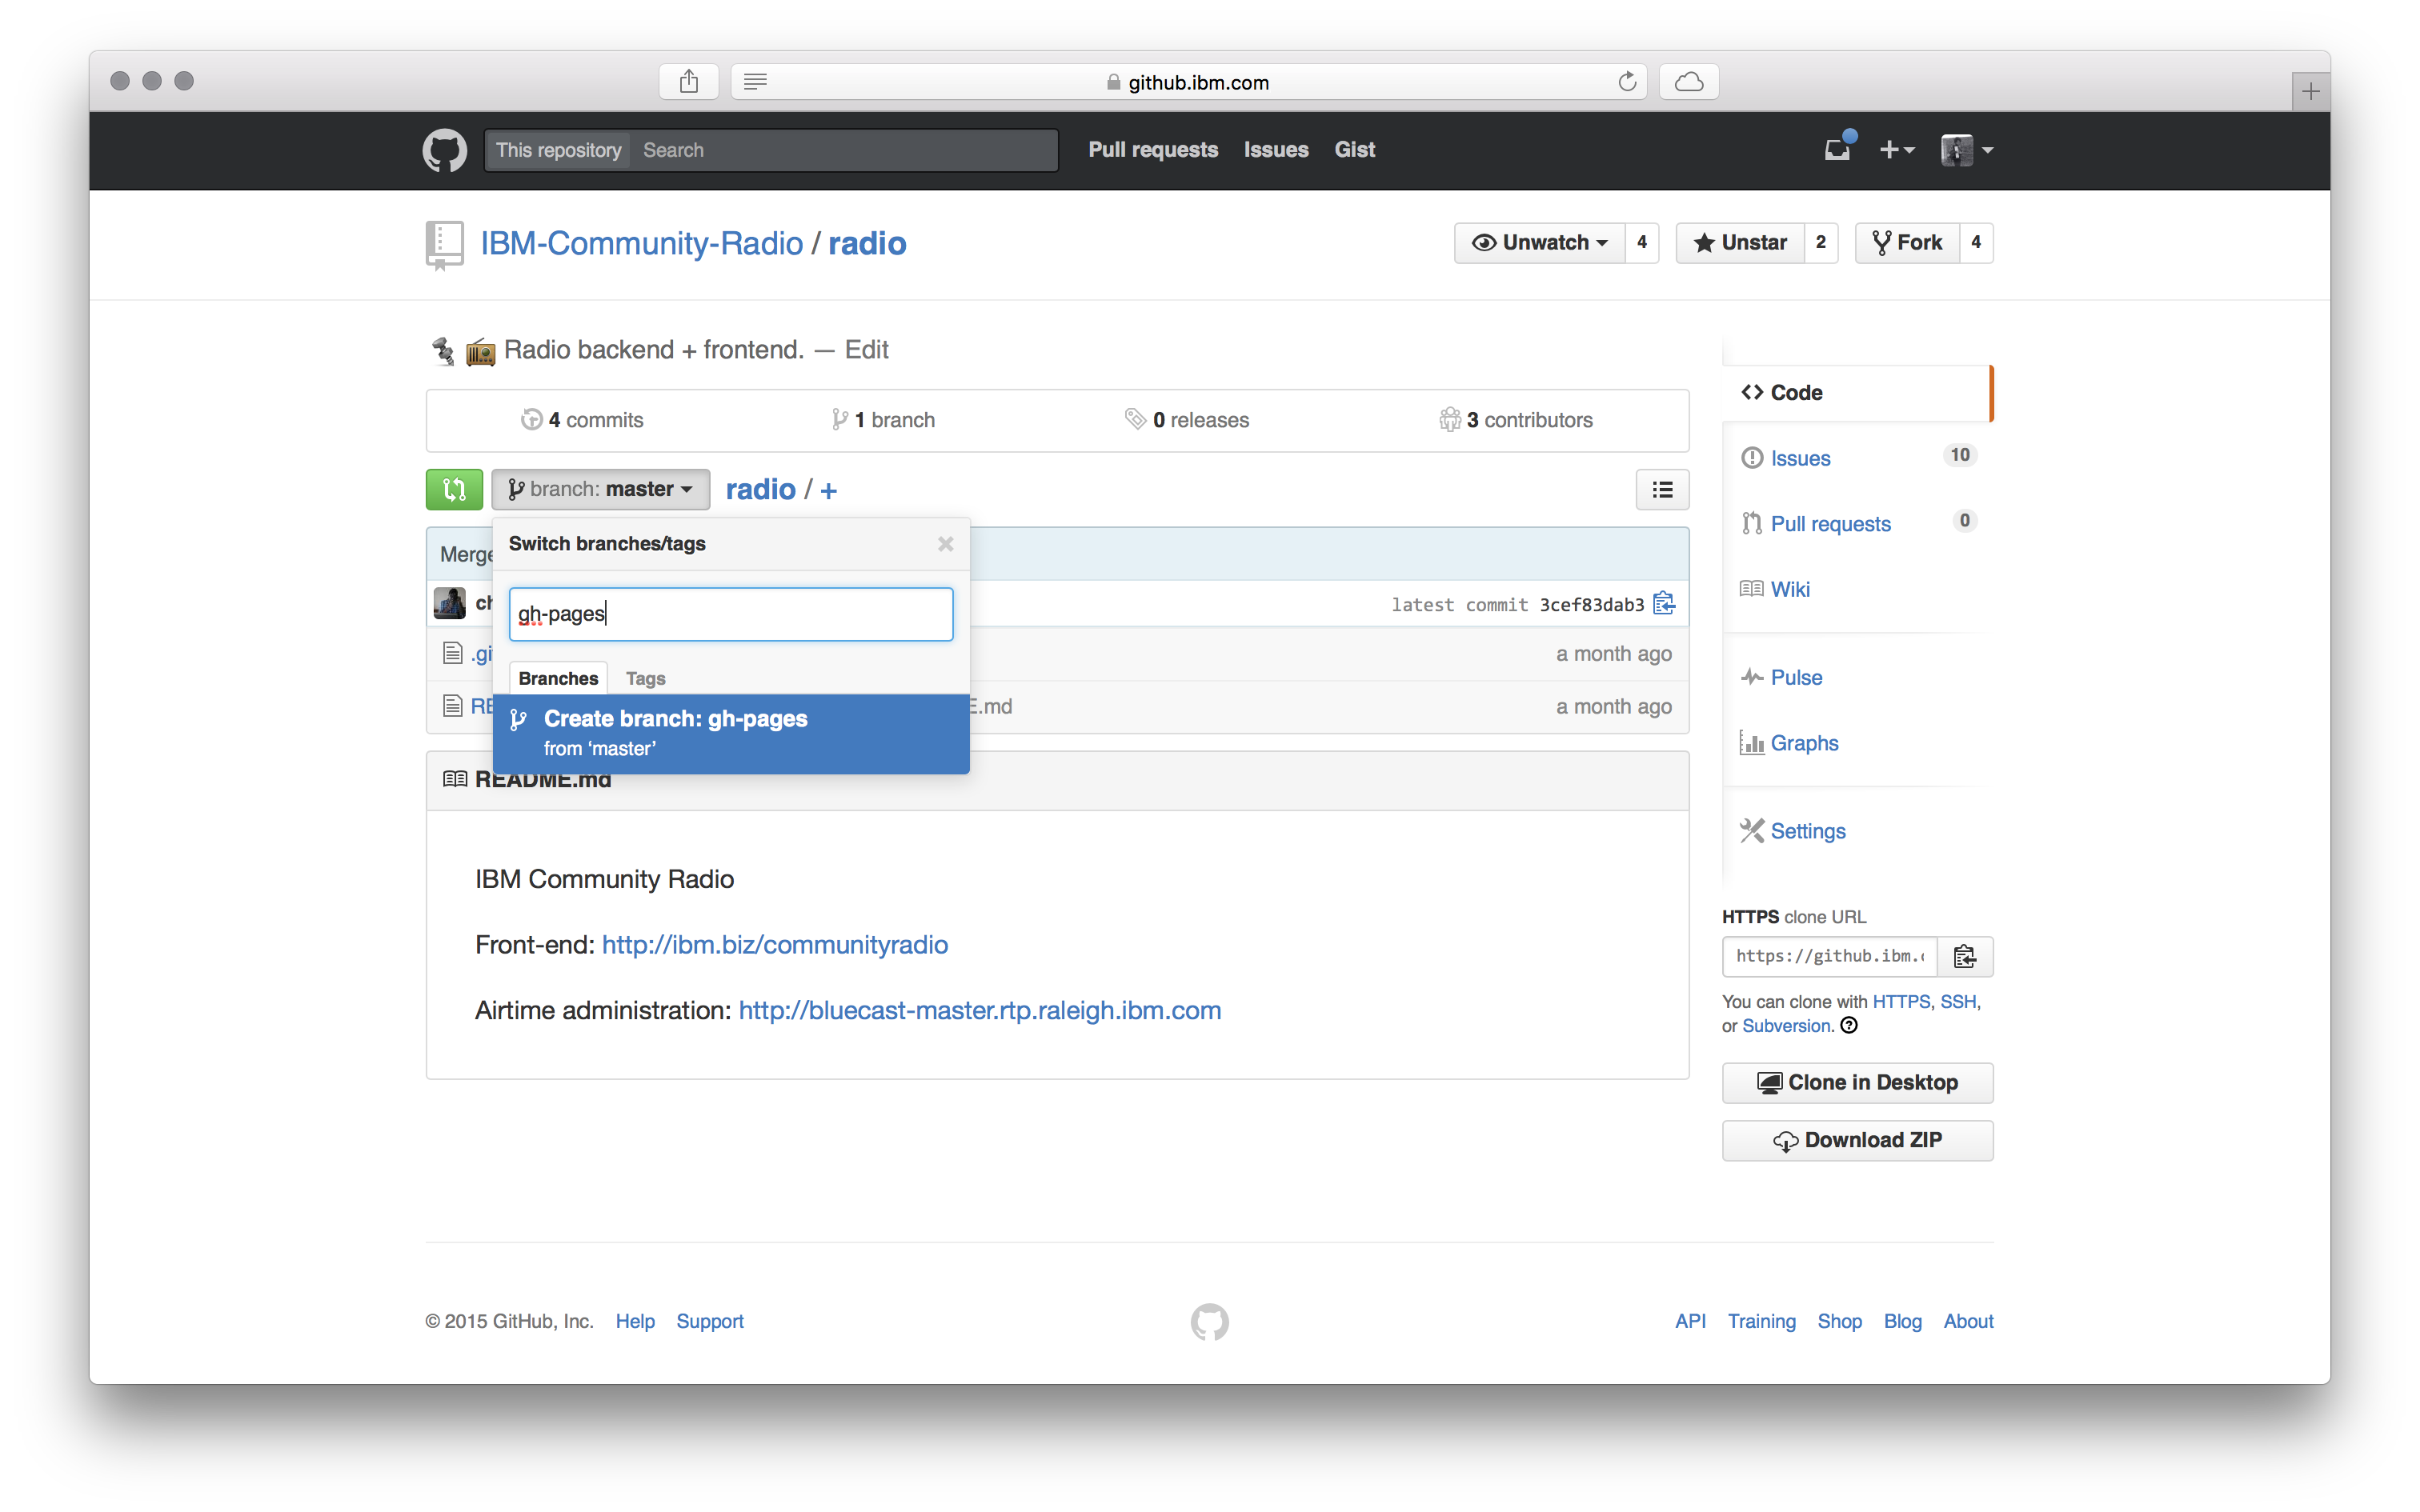 github.ibm.com
This repository Search Pull requests Issues Gist
IBM-Community-Radio / radio
Unwatch 4 Unstar 2 Fork 4
Radio backend + frontend. — Edit
4 commits 1 branch 0 releases 3 contributors
branch: master radio / +
Switch branches/tags
Merge
gh-pages
ch
latest commit 3cef83dab3
.gi
a month ago
Branches Tags
Create branch: gh-pages
from ‘master’
RE
E.md
a month ago
README.md
IBM Community Radio
Front-end: http://ibm.biz/communityradio
Airtime administration: http://bluecast-master.rtp.raleigh.ibm.com
Code
Issues 10
Pull requests 0
Wiki
Pulse
Graphs
Settings
HTTPS clone URL
https://github.ibm.c
You can clone with HTTPS, SSH,
or Subversion.
Clone in Desktop
Download ZIP
© 2015 GitHub, Inc. Help Support
API Training Shop Blog About